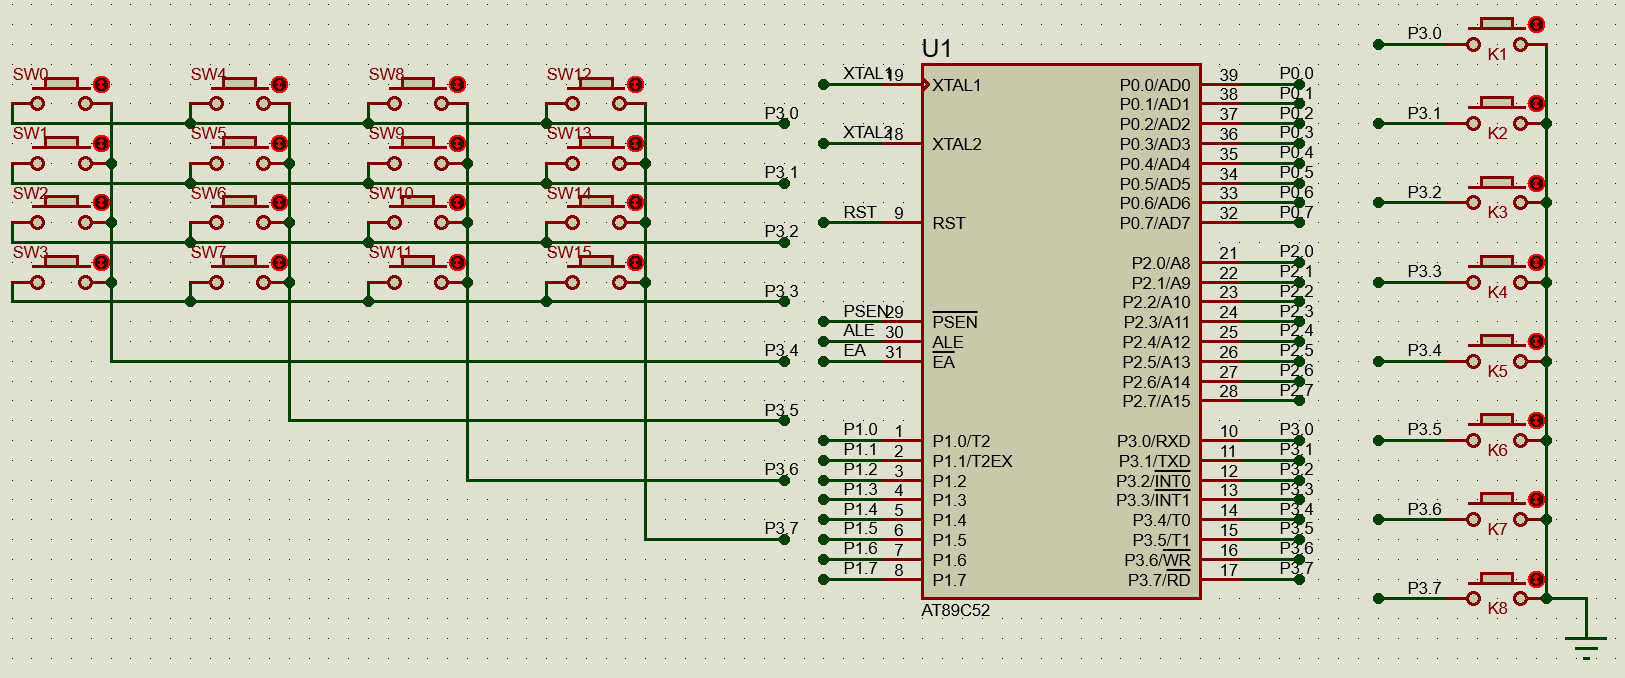 SW0 SW4 SW8 SW12
P3.0
SW1 SW5 SW9 SW13
P3.1
SW2 SW6 SW10 SW14
P3.2
SW3 SW7 SW11 SW15
P3.3
P3.4
P3.5
P3.6
P3.7
U1
XTAL1 19 XTAL1
XTAL2 18 XTAL2
RST 9 RST
PSEN 29 PSEN
ALE 30 ALE
EA 31 EA
P1.0 1 P1.0/T2
P1.1 2 P1.1/T2EX
P1.2 3 P1.2
P1.3 4 P1.3
P1.4 5 P1.4
P1.5 6 P1.5
P1.6 7 P1.6
P1.7 8 P1.7
P0.0/AD0 39 P0.0
P0.1/AD1 38 P0.1
P0.2/AD2 37 P0.2
P0.3/AD3 36 P0.3
P0.4/AD4 35 P0.4
P0.5/AD5 34 P0.5
P0.6/AD6 33 P0.6
P0.7/AD7 32 P0.7
P2.0/A8 21 P2.0
P2.1/A9 22 P2.1
P2.2/A10 23 P2.2
P2.3/A11 24 P2.3
P2.4/A12 25 P2.4
P2.5/A13 26 P2.5
P2.6/A14 27 P2.6
P2.7/A15 28 P2.7
P3.0/RXD 10 P3.0
P3.1/TXD 11 P3.1
P3.2/INT0 12 P3.2
P3.3/INT1 13 P3.3
P3.4/T0 14 P3.4
P3.5/T1 15 P3.5
P3.6/WR 16 P3.6
P3.7/RD 17 P3.7
AT89C52
P3.0 K1
P3.1 K2
P3.2 K3
P3.3 K4
P3.4 K5
P3.5 K6
P3.6 K7
P3.7 K8